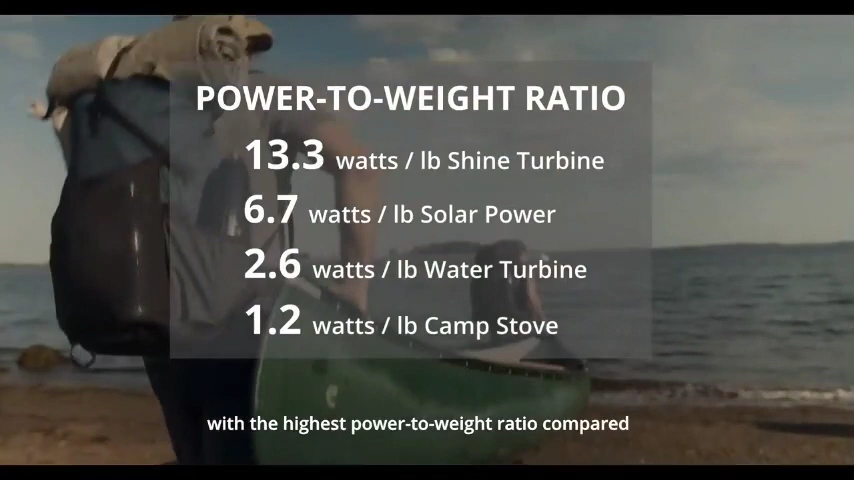 POWER-TO-WEIGHT RATIO
13.3 watts / lb Shine Turbine
6.7 watts / lb Solar Power
2.6 watts / lb Water Turbine
1.2 watts / lb Camp Stove
with the highest power-to-weight ratio compared